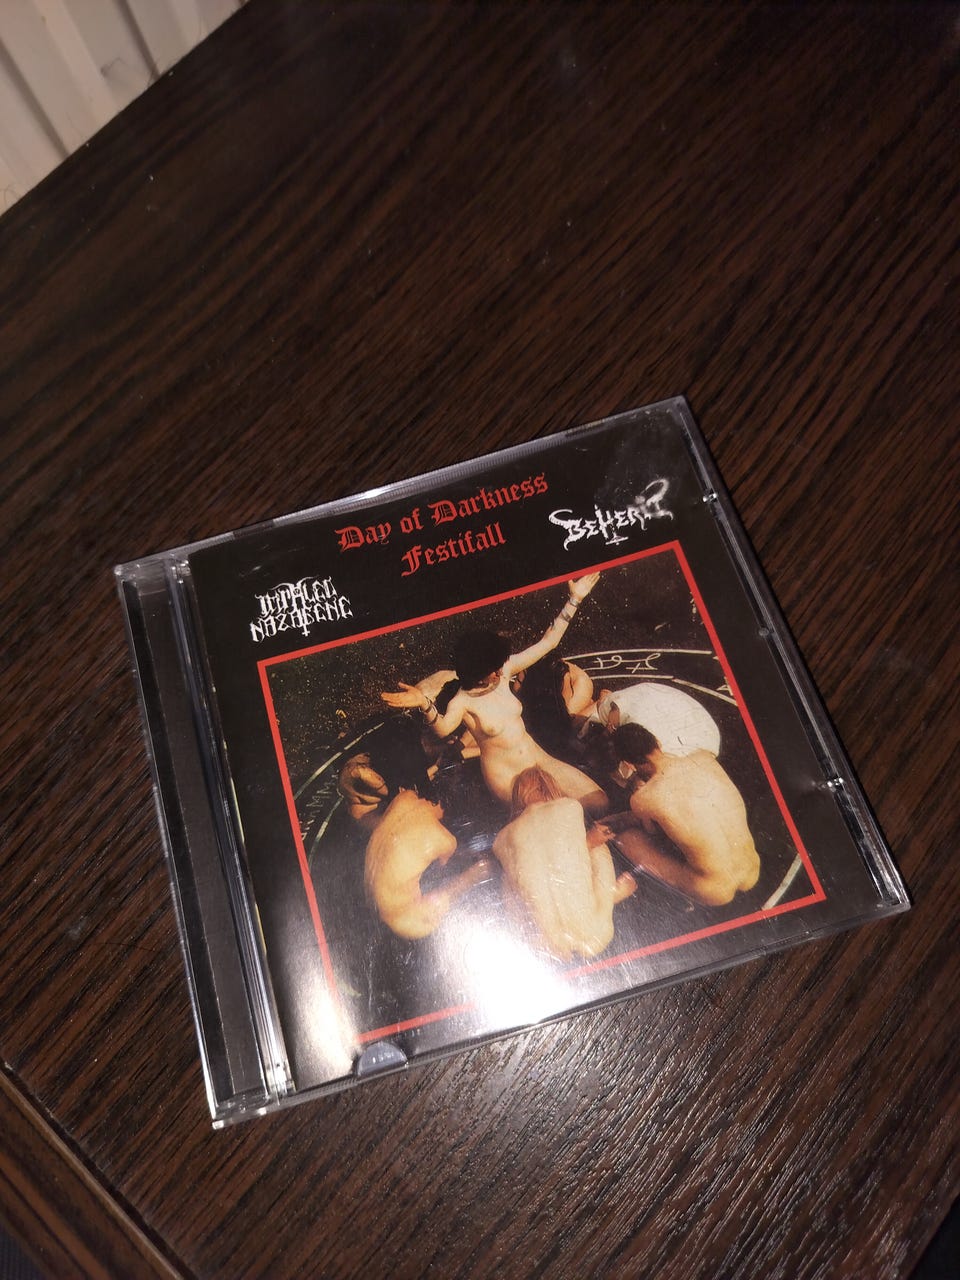 Day of Darkness
Festifall
BEHERIT
IMPALED
NAZARENE